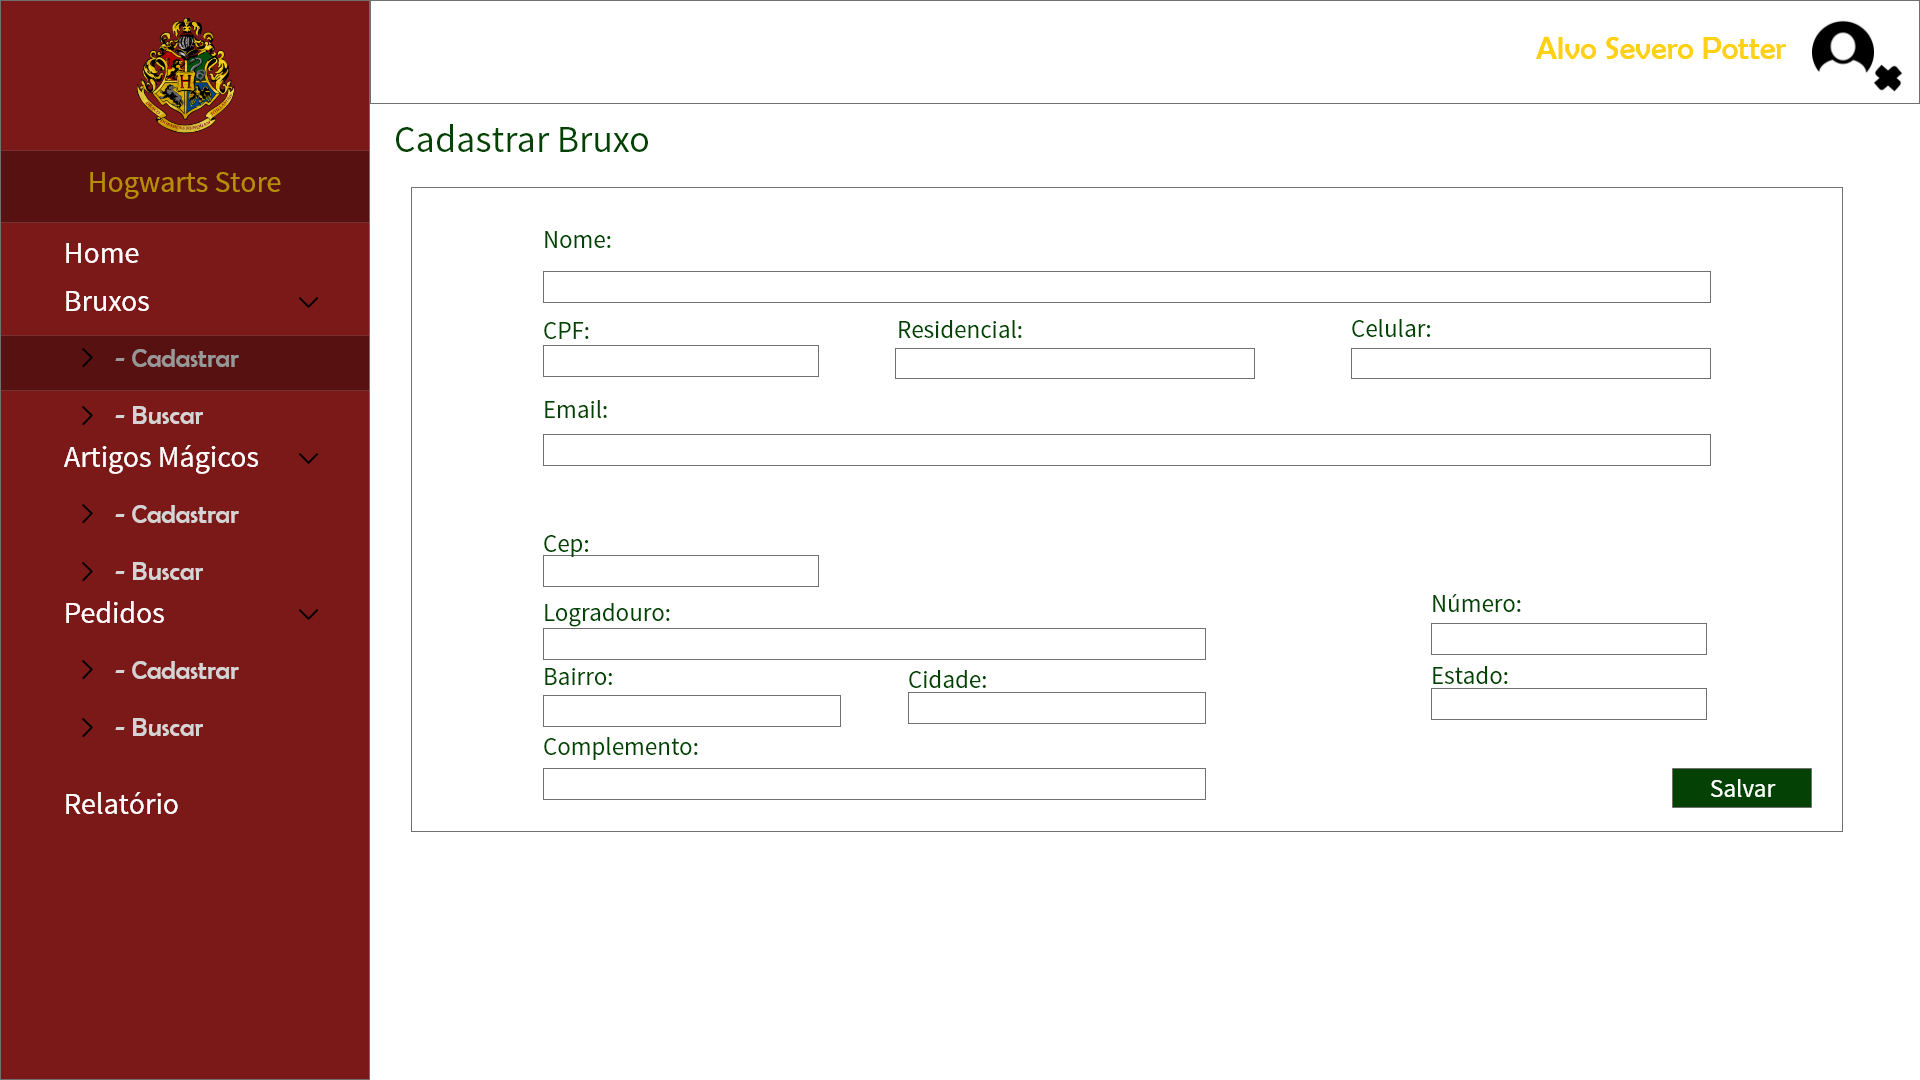 Alvo Severo Potter
Hogwarts Store
Home
Bruxos
- Cadastrar
- Buscar
Artigos Mágicos
- Cadastrar
- Buscar
Pedidos
- Cadastrar
- Buscar
Relatório
Cadastrar Bruxo
Nome:
CPF:
Residencial:
Celular:
Email:
Cep:
Logradouro:
Número:
Bairro:
Cidade:
Estado:
Complemento:
Salvar